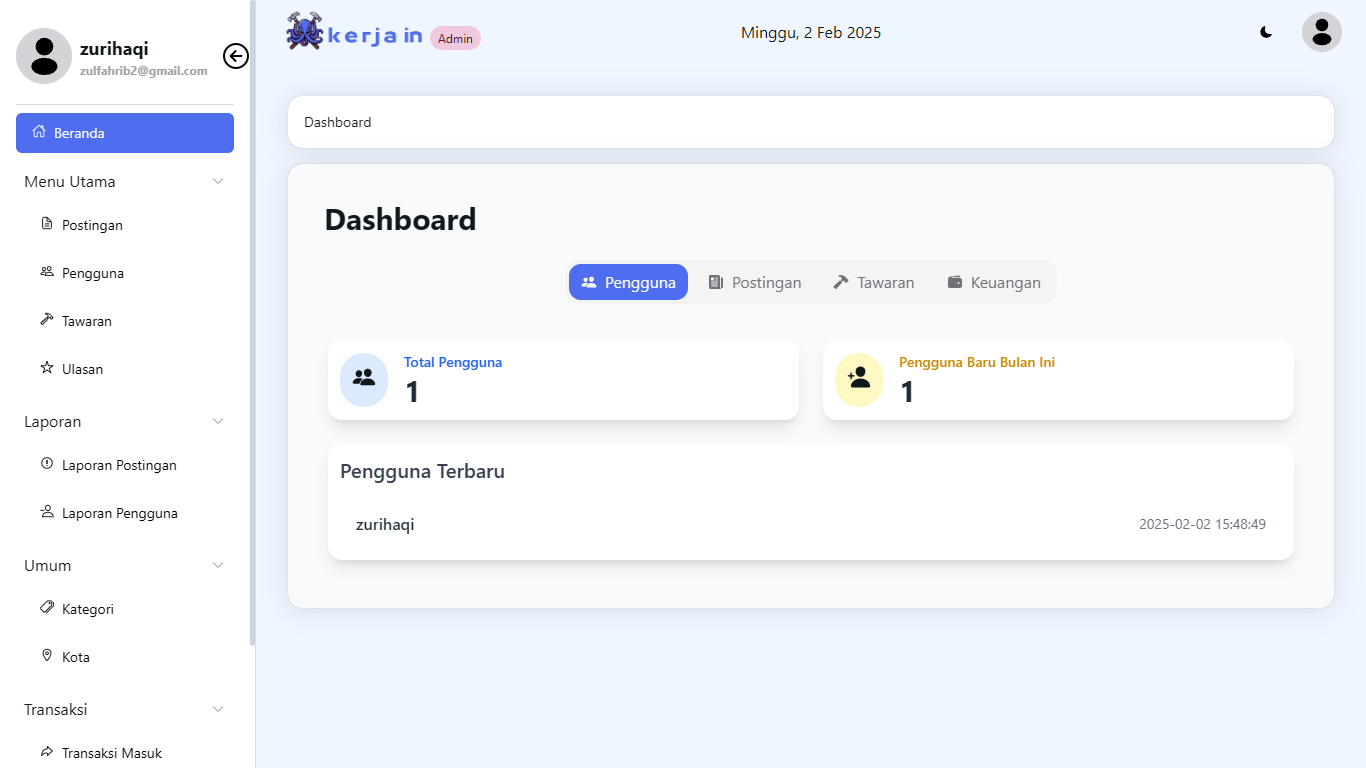 zurihaqi
zulfahrib2@gmail.com
Beranda
Menu Utama
Postingan
Pengguna
Tawaran
Ulasan
Laporan
Laporan Postingan
Laporan Pengguna
Umum
Kategori
Kota
Transaksi
Transaksi Masuk
kerjain Admin
Minggu, 2 Feb 2025
Dashboard
Dashboard
Pengguna Postingan Tawaran Keuangan
Total Pengguna
1
Pengguna Baru Bulan Ini
1
Pengguna Terbaru
zurihaqi 2025-02-02 15:48:49